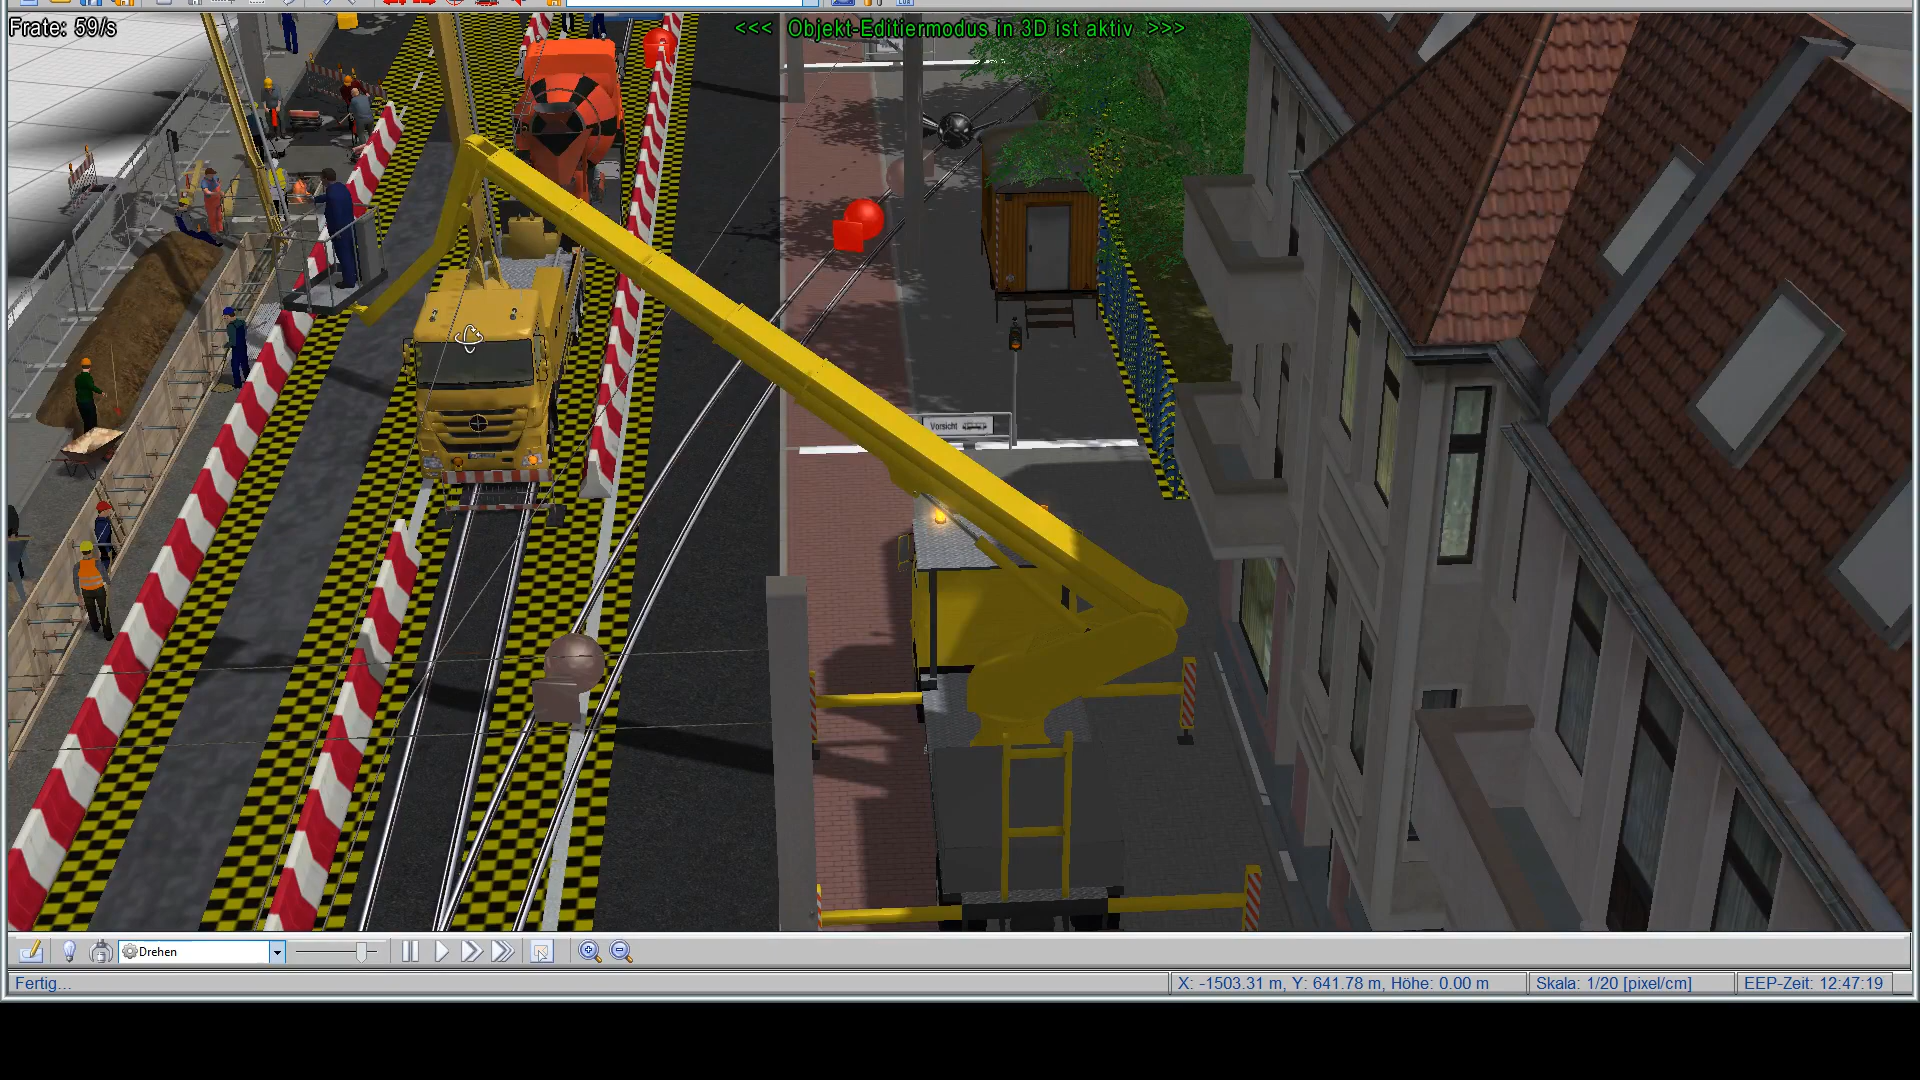 Frate: 59/s
<<< Objekt-Editiermodus in 3D ist aktiv >>>
Vorsicht
Drehen
Fertig...
X: -1503.31 m, Y: 641.78 m, Höhe: 0.00 m
Skala: 1/20 [pixel/cm]
EEP-Zeit: 12:47:19